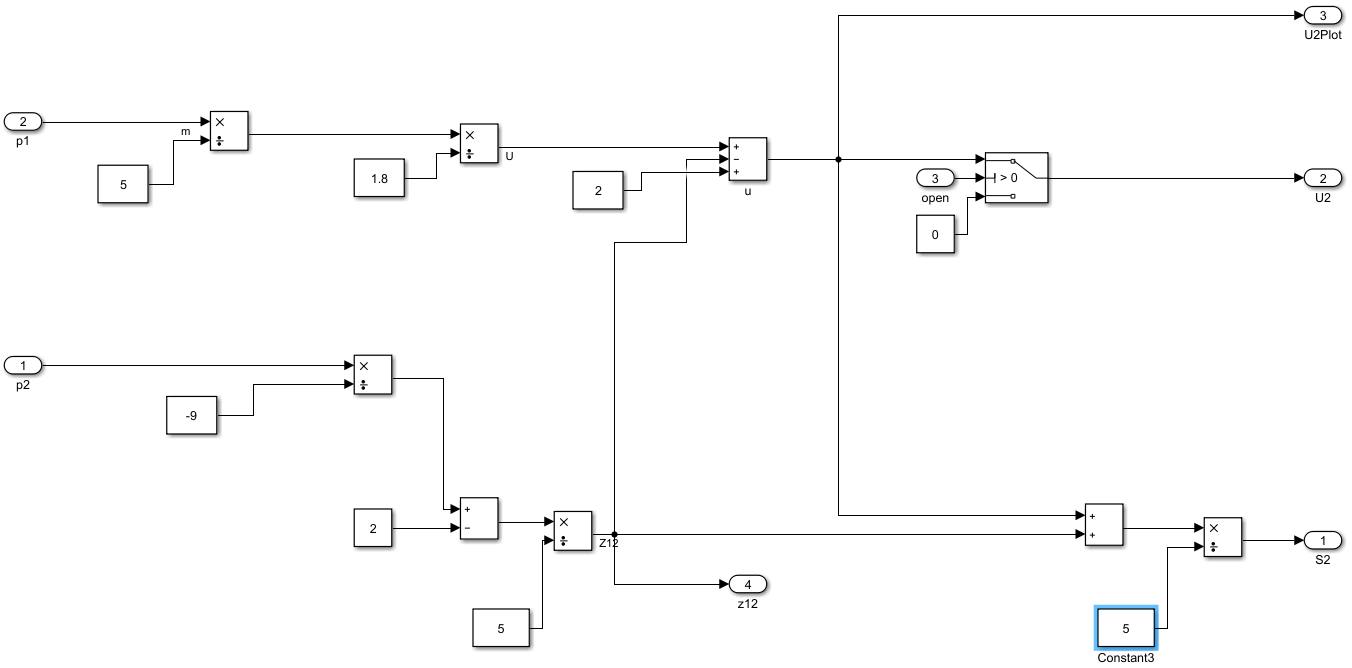 3
U2Plot
2
p1
m
×
÷
5
×
÷
U
1.8
+
−
+
u
2
3
open
> 0
0
2
U2
1
p2
×
÷
-9
2
+
−
×
÷
Z12
5
4
z12
+
+
×
÷
1
S2
5
Constant3